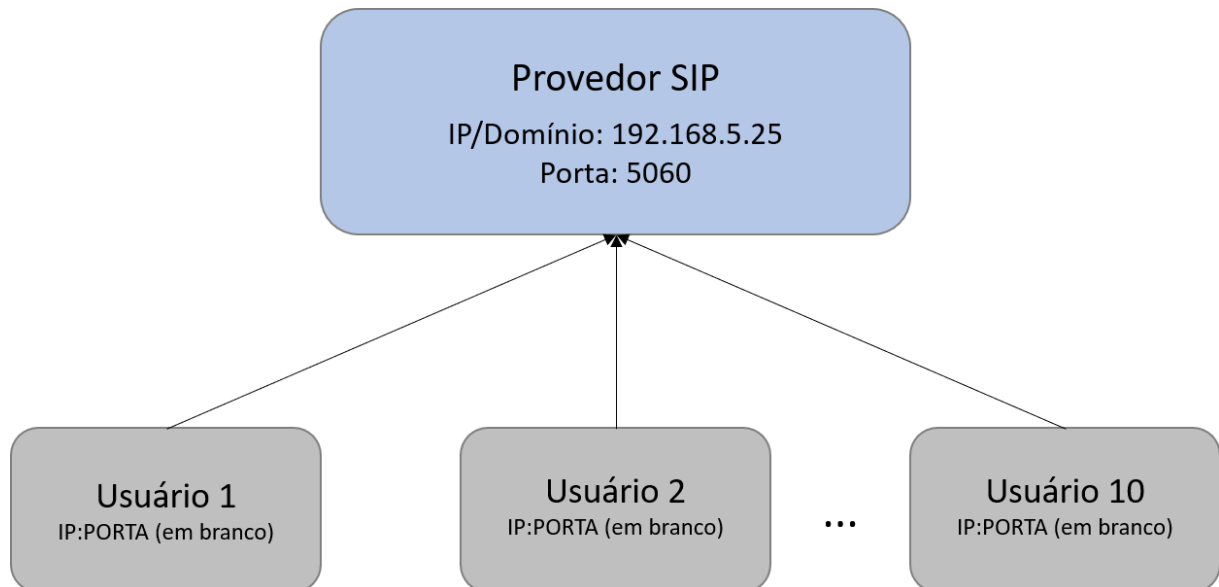 Provedor SIP
IP/Domínio: 192.168.5.25
Porta: 5060
Usuário 1
IP:PORTA (em branco)
Usuário 2
IP:PORTA (em branco)
...
Usuário 10
IP:PORTA (em branco)